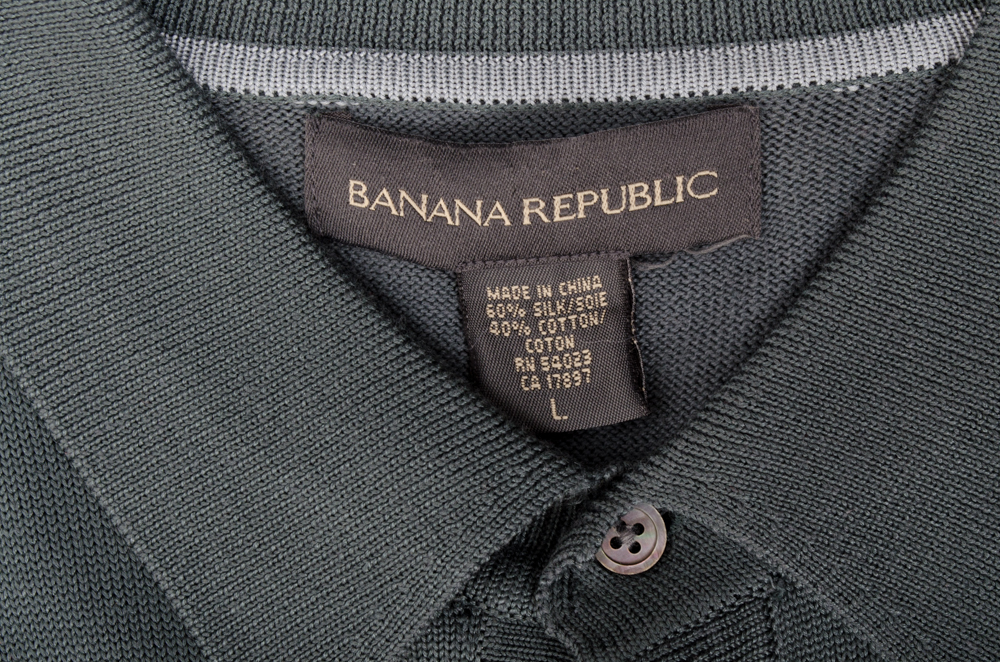 BANANA REPUBLIC
MADE IN CHINA
60% SILK/SOIE
40% COTTON/
COTON
RN 54023
CA 17897
L